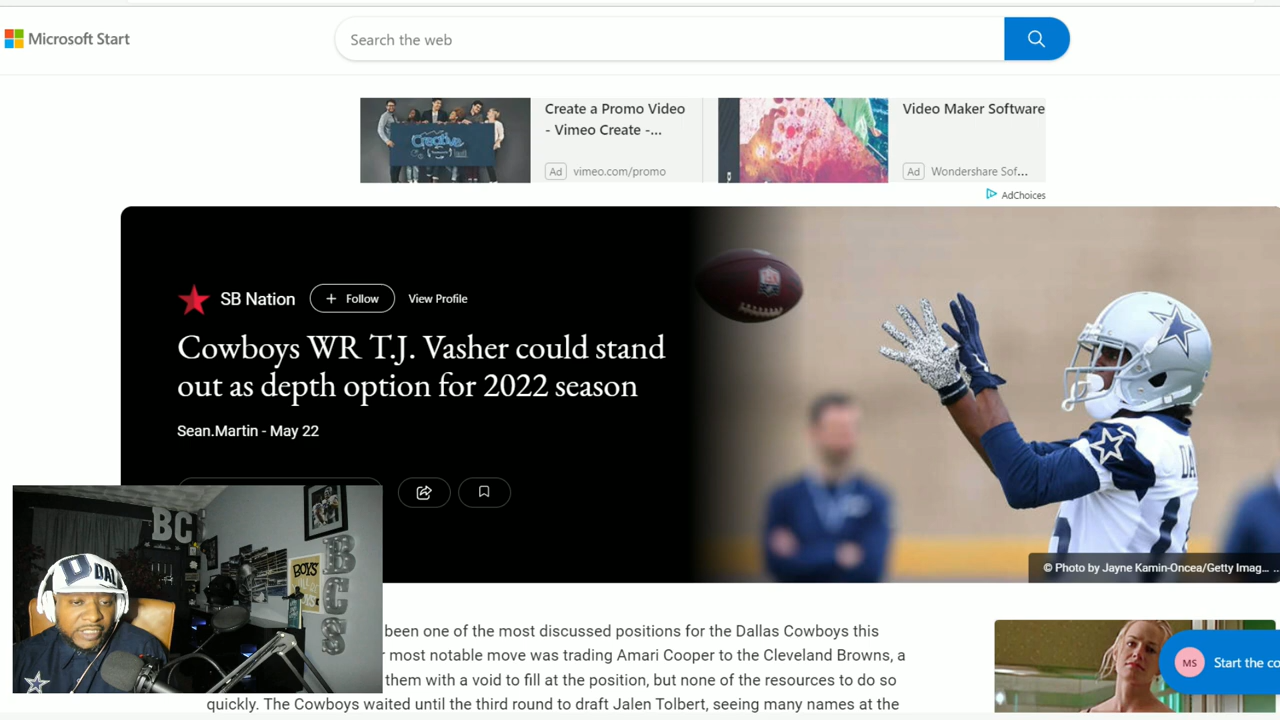 Microsoft Start
Search the web
Create a Promo Video
- Vimeo Create -...
Ad vimeo.com/promo
Video Maker Software
Ad Wondershare Sof...
AdChoices
SB Nation
+ Follow
View Profile
Cowboys WR T.J. Vasher could stand
out as depth option for 2022 season
Sean.Martin - May 22
© Photo by Jayne Kamin-Oncea/Getty Imag... ..
been one of the most discussed positions for the Dallas Cowboys this
most notable move was trading Amari Cooper to the Cleveland Browns, a
them with a void to fill at the position, but none of the resources to do so
quickly. The Cowboys waited until the third round to draft Jalen Tolbert, seeing many names at the
MS Start the co
Creative
BC
BOYS
B
C
S
DAL
DA